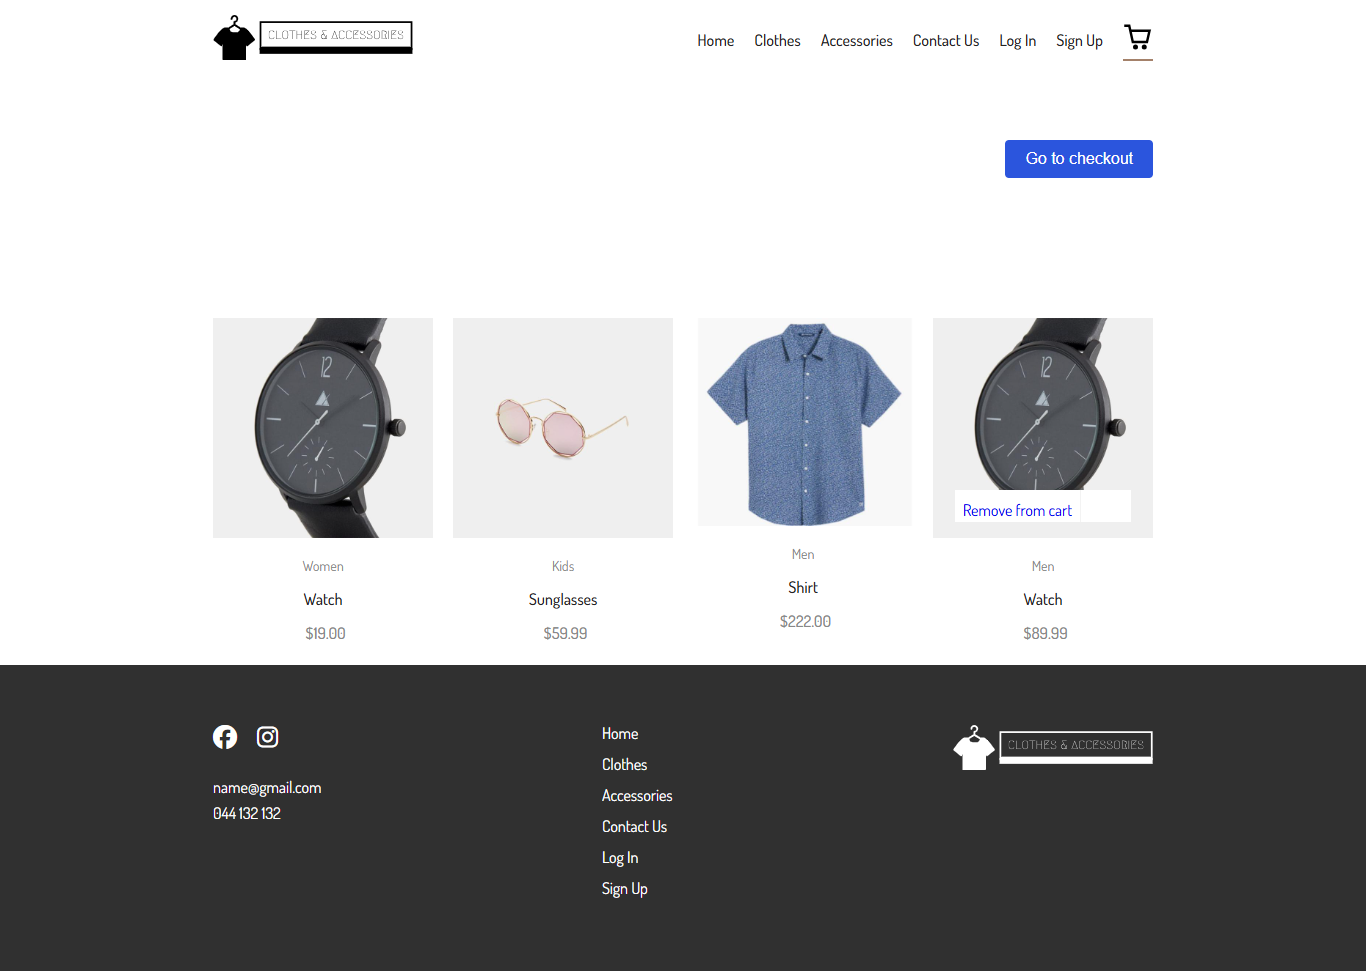 CLOTHES & ACCESSORIES
Home Clothes Accessories Contact Us Log In Sign Up
Go to checkout
12
12
Remove from cart
Women
Watch
$19.00
Kids
Sunglasses
$59.99
Men
Shirt
$222.00
Men
Watch
$89.99
name@gmail.com
044 132 132
Home
Clothes
Accessories
Contact Us
Log In
Sign Up
CLOTHES & ACCESSORIES